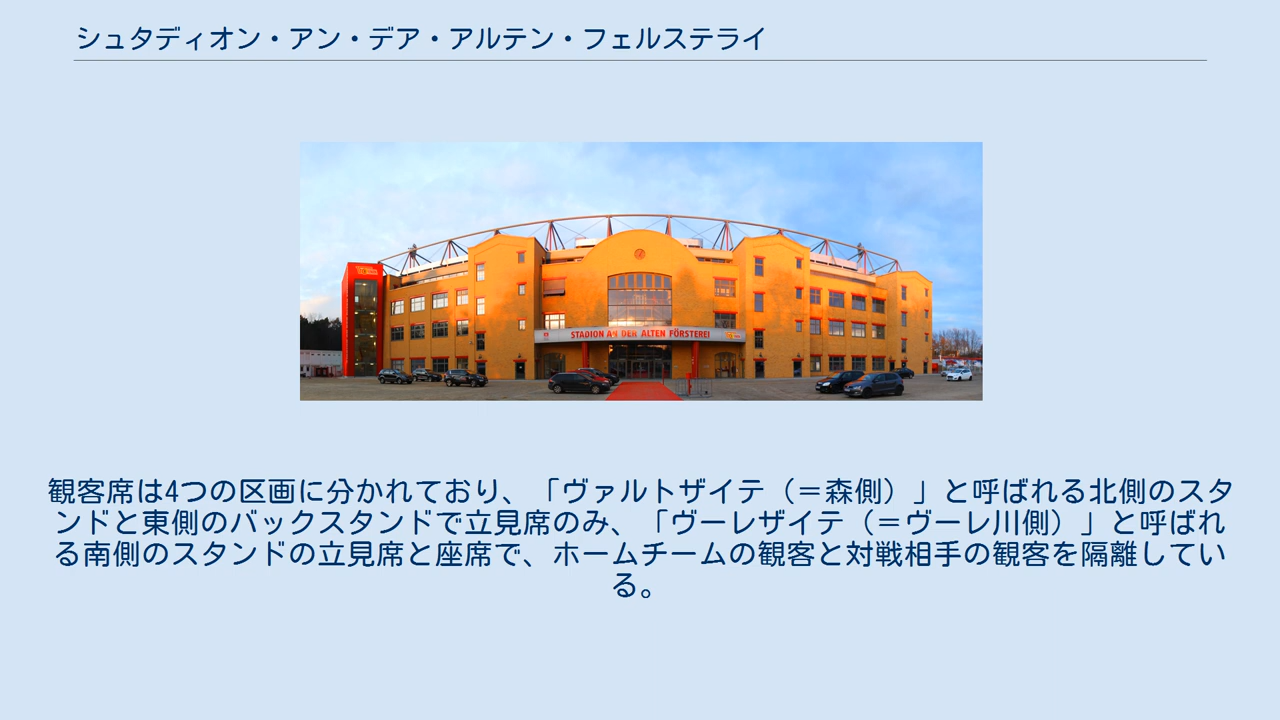 シュタディオン・アン・デア・アルテン・フェルステライ
STADION AN DER ALTEN FÖRSTEREI
観客席は4つの区画に分かれており、「ヴァルトザイテ（＝森側）」と呼ばれる北側のスタ
ンドと東側のバックスタンドで立見席のみ、「ヴーレザイテ（＝ヴーレ川側）」と呼ばれ
る南側のスタンドの立見席と座席で、ホームチームの観客と対戦相手の観客を隔離してい
る。